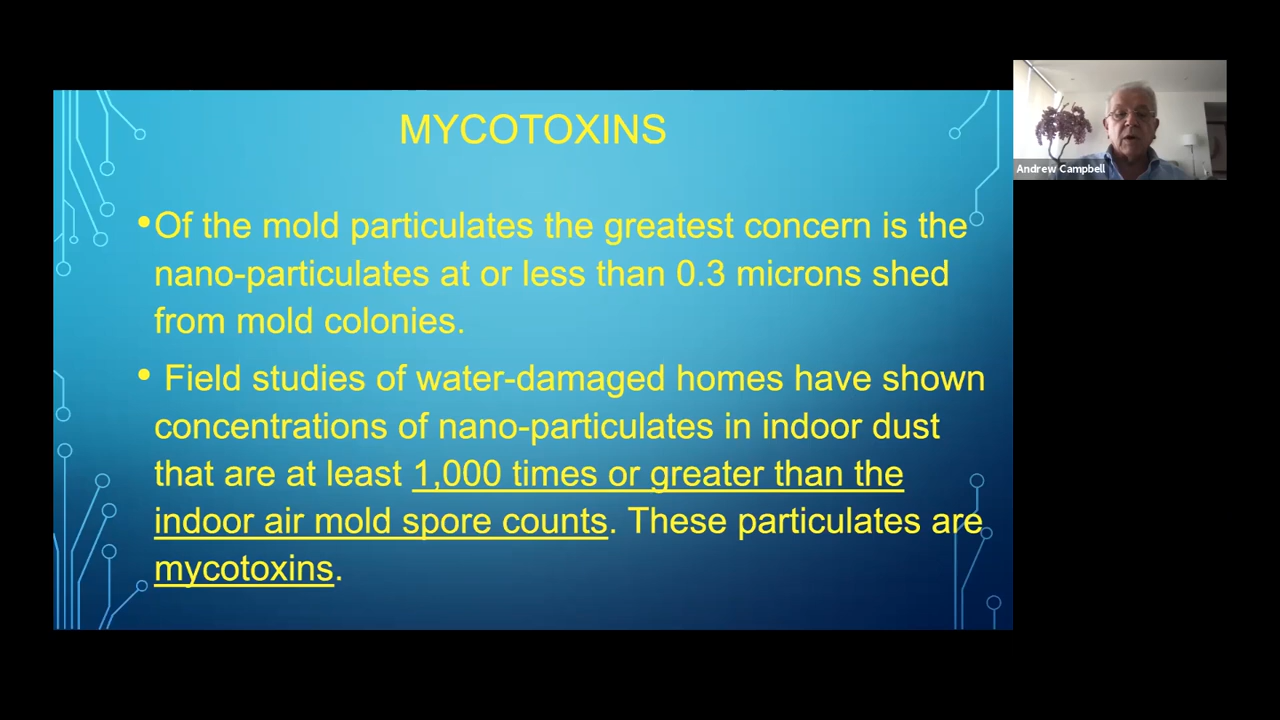 MYCOTOXINS
•Of the mold particulates the greatest concern is the
nano-particulates at or less than 0.3 microns shed
from mold colonies.
• Field studies of water-damaged homes have shown
concentrations of nano-particulates in indoor dust
that are at least 1,000 times or greater than the
indoor air mold spore counts. These particulates are
mycotoxins.
Andrew Campbell